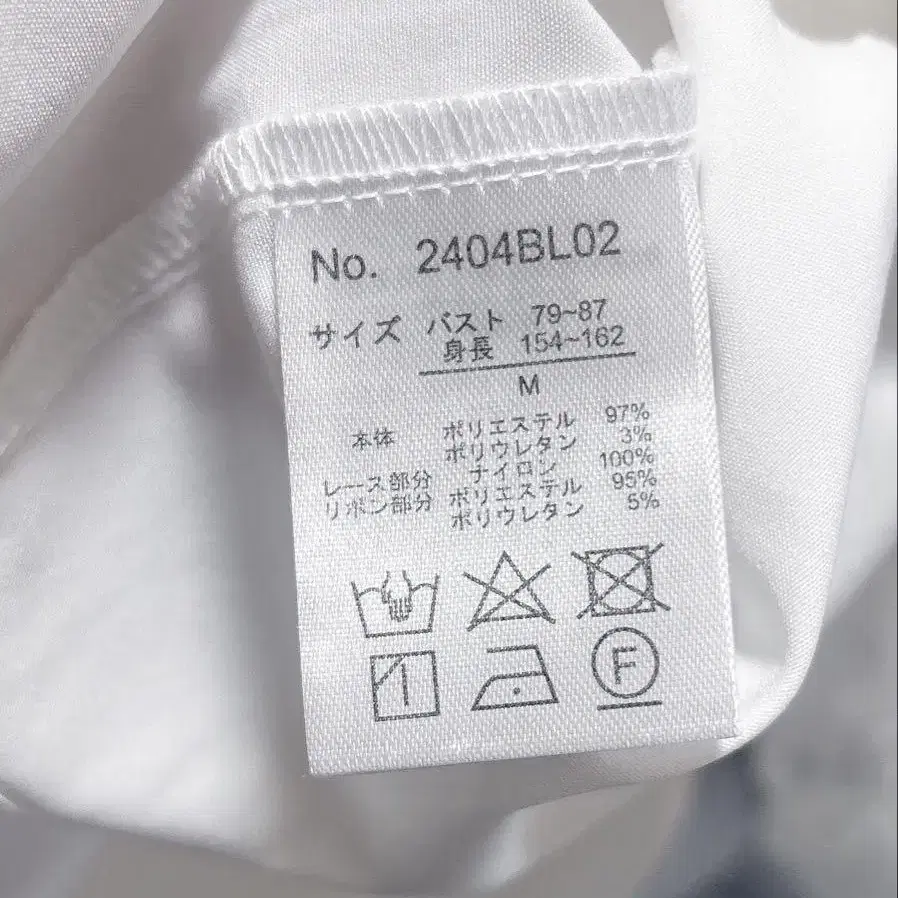 No. 2404BL02
サイズ バスト 79~87
身長 154~162
M
本体 ポリエステル 97%
ポリウレタン 3%
レース部分 ナイロン 100%
リボン部分 ポリエステル 95%
ポリウレタン 5%
F